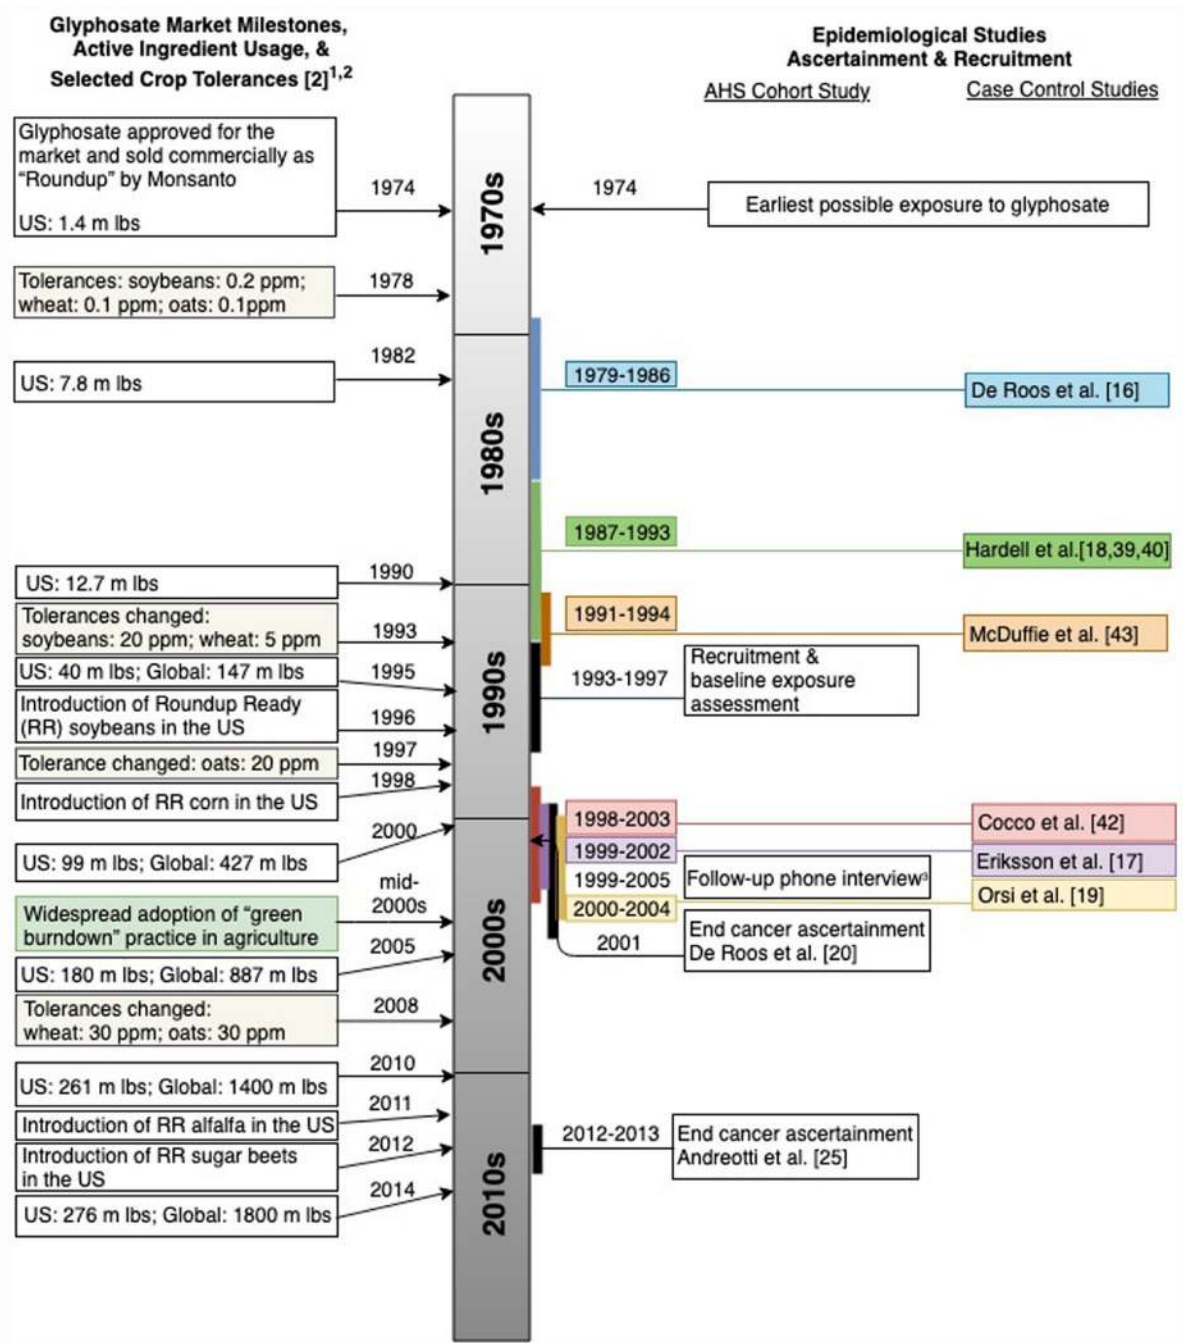 Glyphosate Market Milestones,
Active Ingredient Usage, &
Selected Crop Tolerances [2]1,2
Epidemiological Studies
Ascertainment & Recruitment
AHS Cohort Study
Case Control Studies
Glyphosate approved for the
market and sold commercially as
“Roundup” by Monsanto
US: 1.4 m lbs
1974
1970s
1974
Earliest possible exposure to glyphosate
Tolerances: soybeans: 0.2 ppm;
wheat: 0.1 ppm; oats: 0.1ppm
1978
US: 7.8 m lbs
1982
1980s
1979-1986
De Roos et al. [16]
1987-1993
Hardell et al.[18,39,40]
US: 12.7 m lbs
1990
Tolerances changed:
soybeans: 20 ppm; wheat: 5 ppm
1993
1991-1994
McDuffie et al. [43]
US: 40 m lbs; Global: 147 m lbs
1995
1990s
1993-1997
Recruitment &
baseline exposure
assessment
Introduction of Roundup Ready
(RR) soybeans in the US
1996
Tolerance changed: oats: 20 ppm
1997
Introduction of RR corn in the US
1998
US: 99 m lbs; Global: 427 m lbs
2000
1998-2003
Cocco et al. [42]
1999-2002
Eriksson et al. [17]
1999-2005
Follow-up phone interview3
2000-2004
Orsi et al. [19]
2001
End cancer ascertainment
De Roos et al. [20]
Widespread adoption of “green
burndown” practice in agriculture
mid-
2000s
2000s
US: 180 m lbs; Global: 887 m lbs
2005
Tolerances changed:
wheat: 30 ppm; oats: 30 ppm
2008
US: 261 m lbs; Global: 1400 m lbs
2010
Introduction of RR alfalfa in the US
2011
Introduction of RR sugar beets
in the US
2012
US: 276 m lbs; Global: 1800 m lbs
2014
2010s
2012-2013
End cancer ascertainment
Andreotti et al. [25]